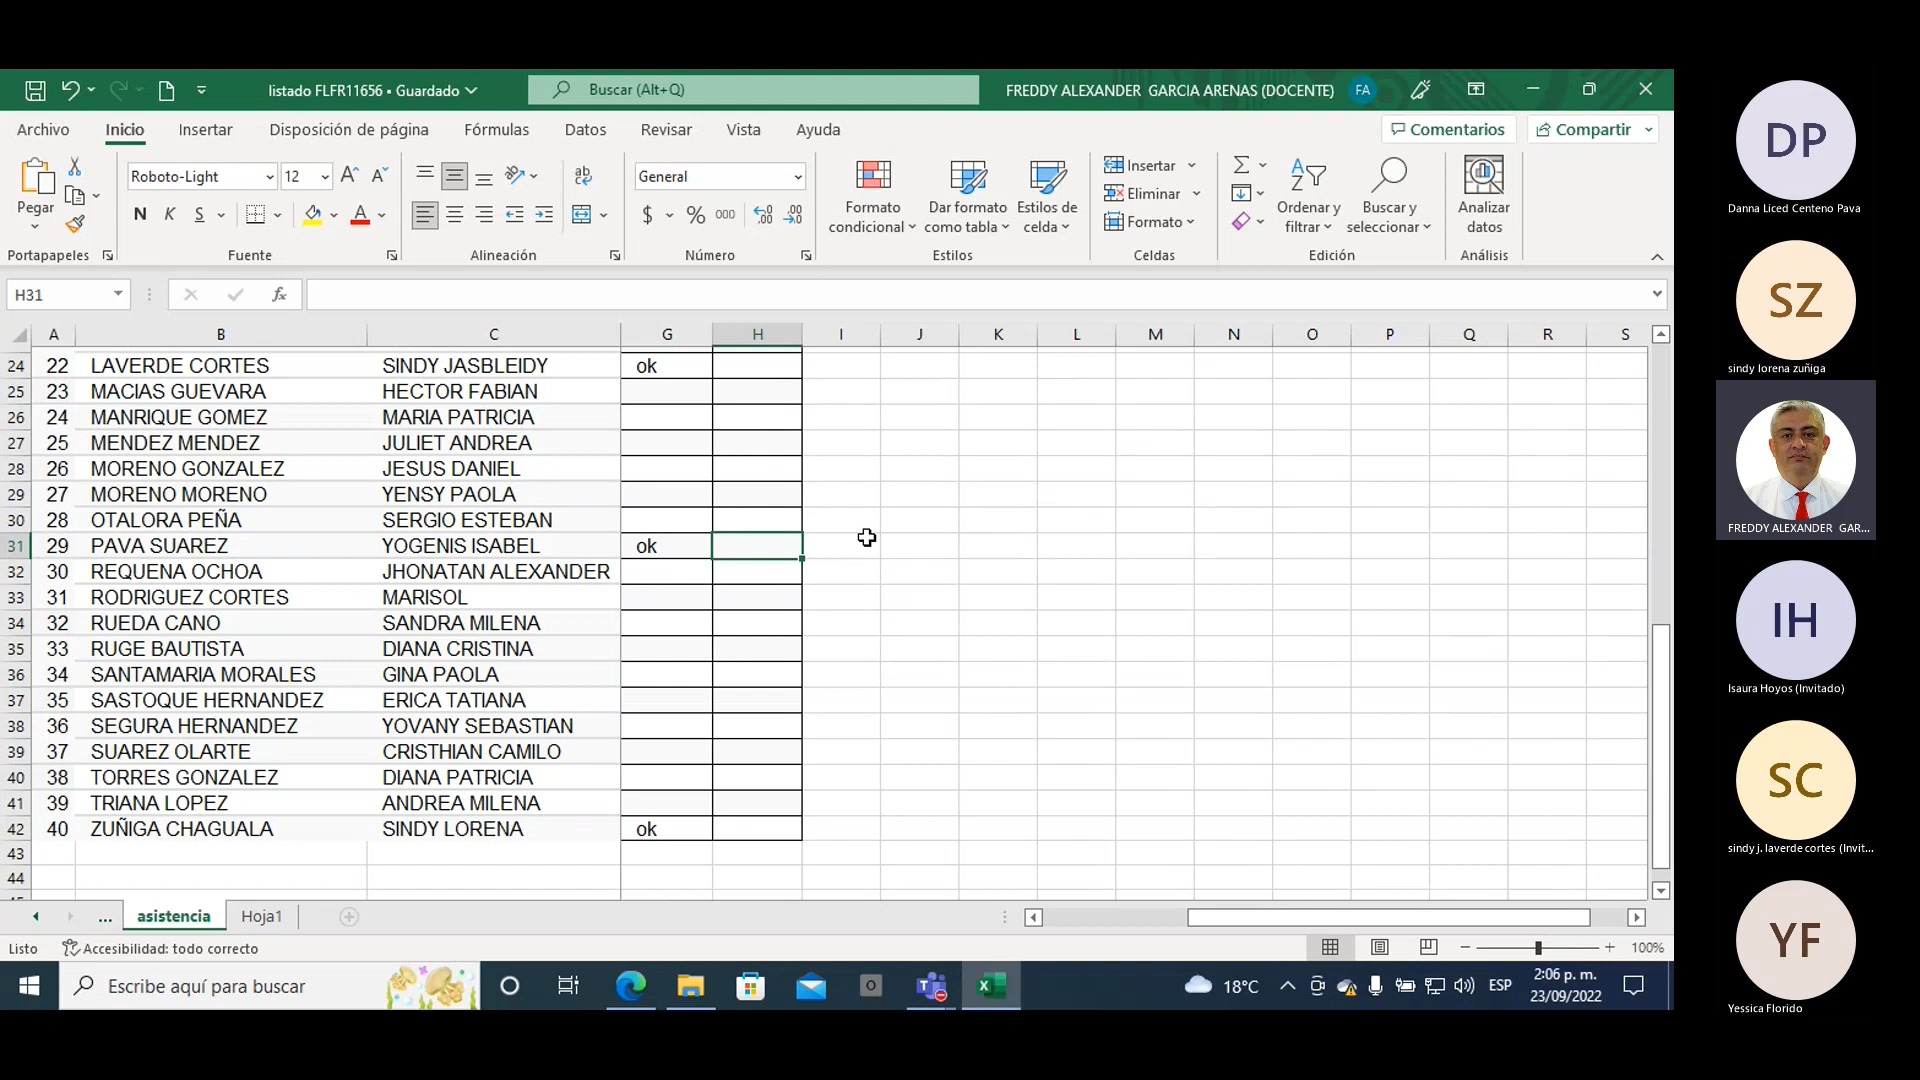 listado FLFR11656 • Guardado
Buscar (Alt+Q)
FREDDY ALEXANDER GARCIA ARENAS (DOCENTE)
FA
Archivo Inicio Insertar Disposición de página Fórmulas Datos Revisar Vista Ayuda
Comentarios Compartir
Pegar
Portapapeles
Roboto-Light 12
N K S
Fuente
Alineación
General
$ % 000
Número
Formato condicional
Dar formato como tabla
Estilos de celda
Estilos
Insertar
Eliminar
Formato
Celdas
Ordenar y filtrar
Buscar y seleccionar
Edición
Analizar datos
Análisis
H31
fx
A B C G H I J K L M N O P Q R S
24 22 LAVERDE CORTES SINDY JASBLEIDY ok
25 23 MACIAS GUEVARA HECTOR FABIAN
26 24 MANRIQUE GOMEZ MARIA PATRICIA
27 25 MENDEZ MENDEZ JULIET ANDREA
28 26 MORENO GONZALEZ JESUS DANIEL
29 27 MORENO MORENO YENSY PAOLA
30 28 OTALORA PEÑA SERGIO ESTEBAN
31 29 PAVA SUAREZ YOGENIS ISABEL ok
32 30 REQUENA OCHOA JHONATAN ALEXANDER
33 31 RODRIGUEZ CORTES MARISOL
34 32 RUEDA CANO SANDRA MILENA
35 33 RUGE BAUTISTA DIANA CRISTINA
36 34 SANTAMARIA MORALES GINA PAOLA
37 35 SASTOQUE HERNANDEZ ERICA TATIANA
38 36 SEGURA HERNANDEZ YOVANY SEBASTIAN
39 37 SUAREZ OLARTE CRISTHIAN CAMILO
40 38 TORRES GONZALEZ DIANA PATRICIA
41 39 TRIANA LOPEZ ANDREA MILENA
42 40 ZUÑIGA CHAGUALA SINDY LORENA ok
43
44
... asistencia Hoja1
Listo Accesibilidad: todo correcto
100%
Escribe aquí para buscar
18°C
ESP
2:06 p. m.
23/09/2022
DP
Danna Liced Centeno Pava
SZ
sindy lorena zuñiga
FREDDY ALEXANDER GAR...
IH
Isaura Hoyos (Invitado)
SC
sindy j. laverde cortes (Invit...
YF
Yessica Florido